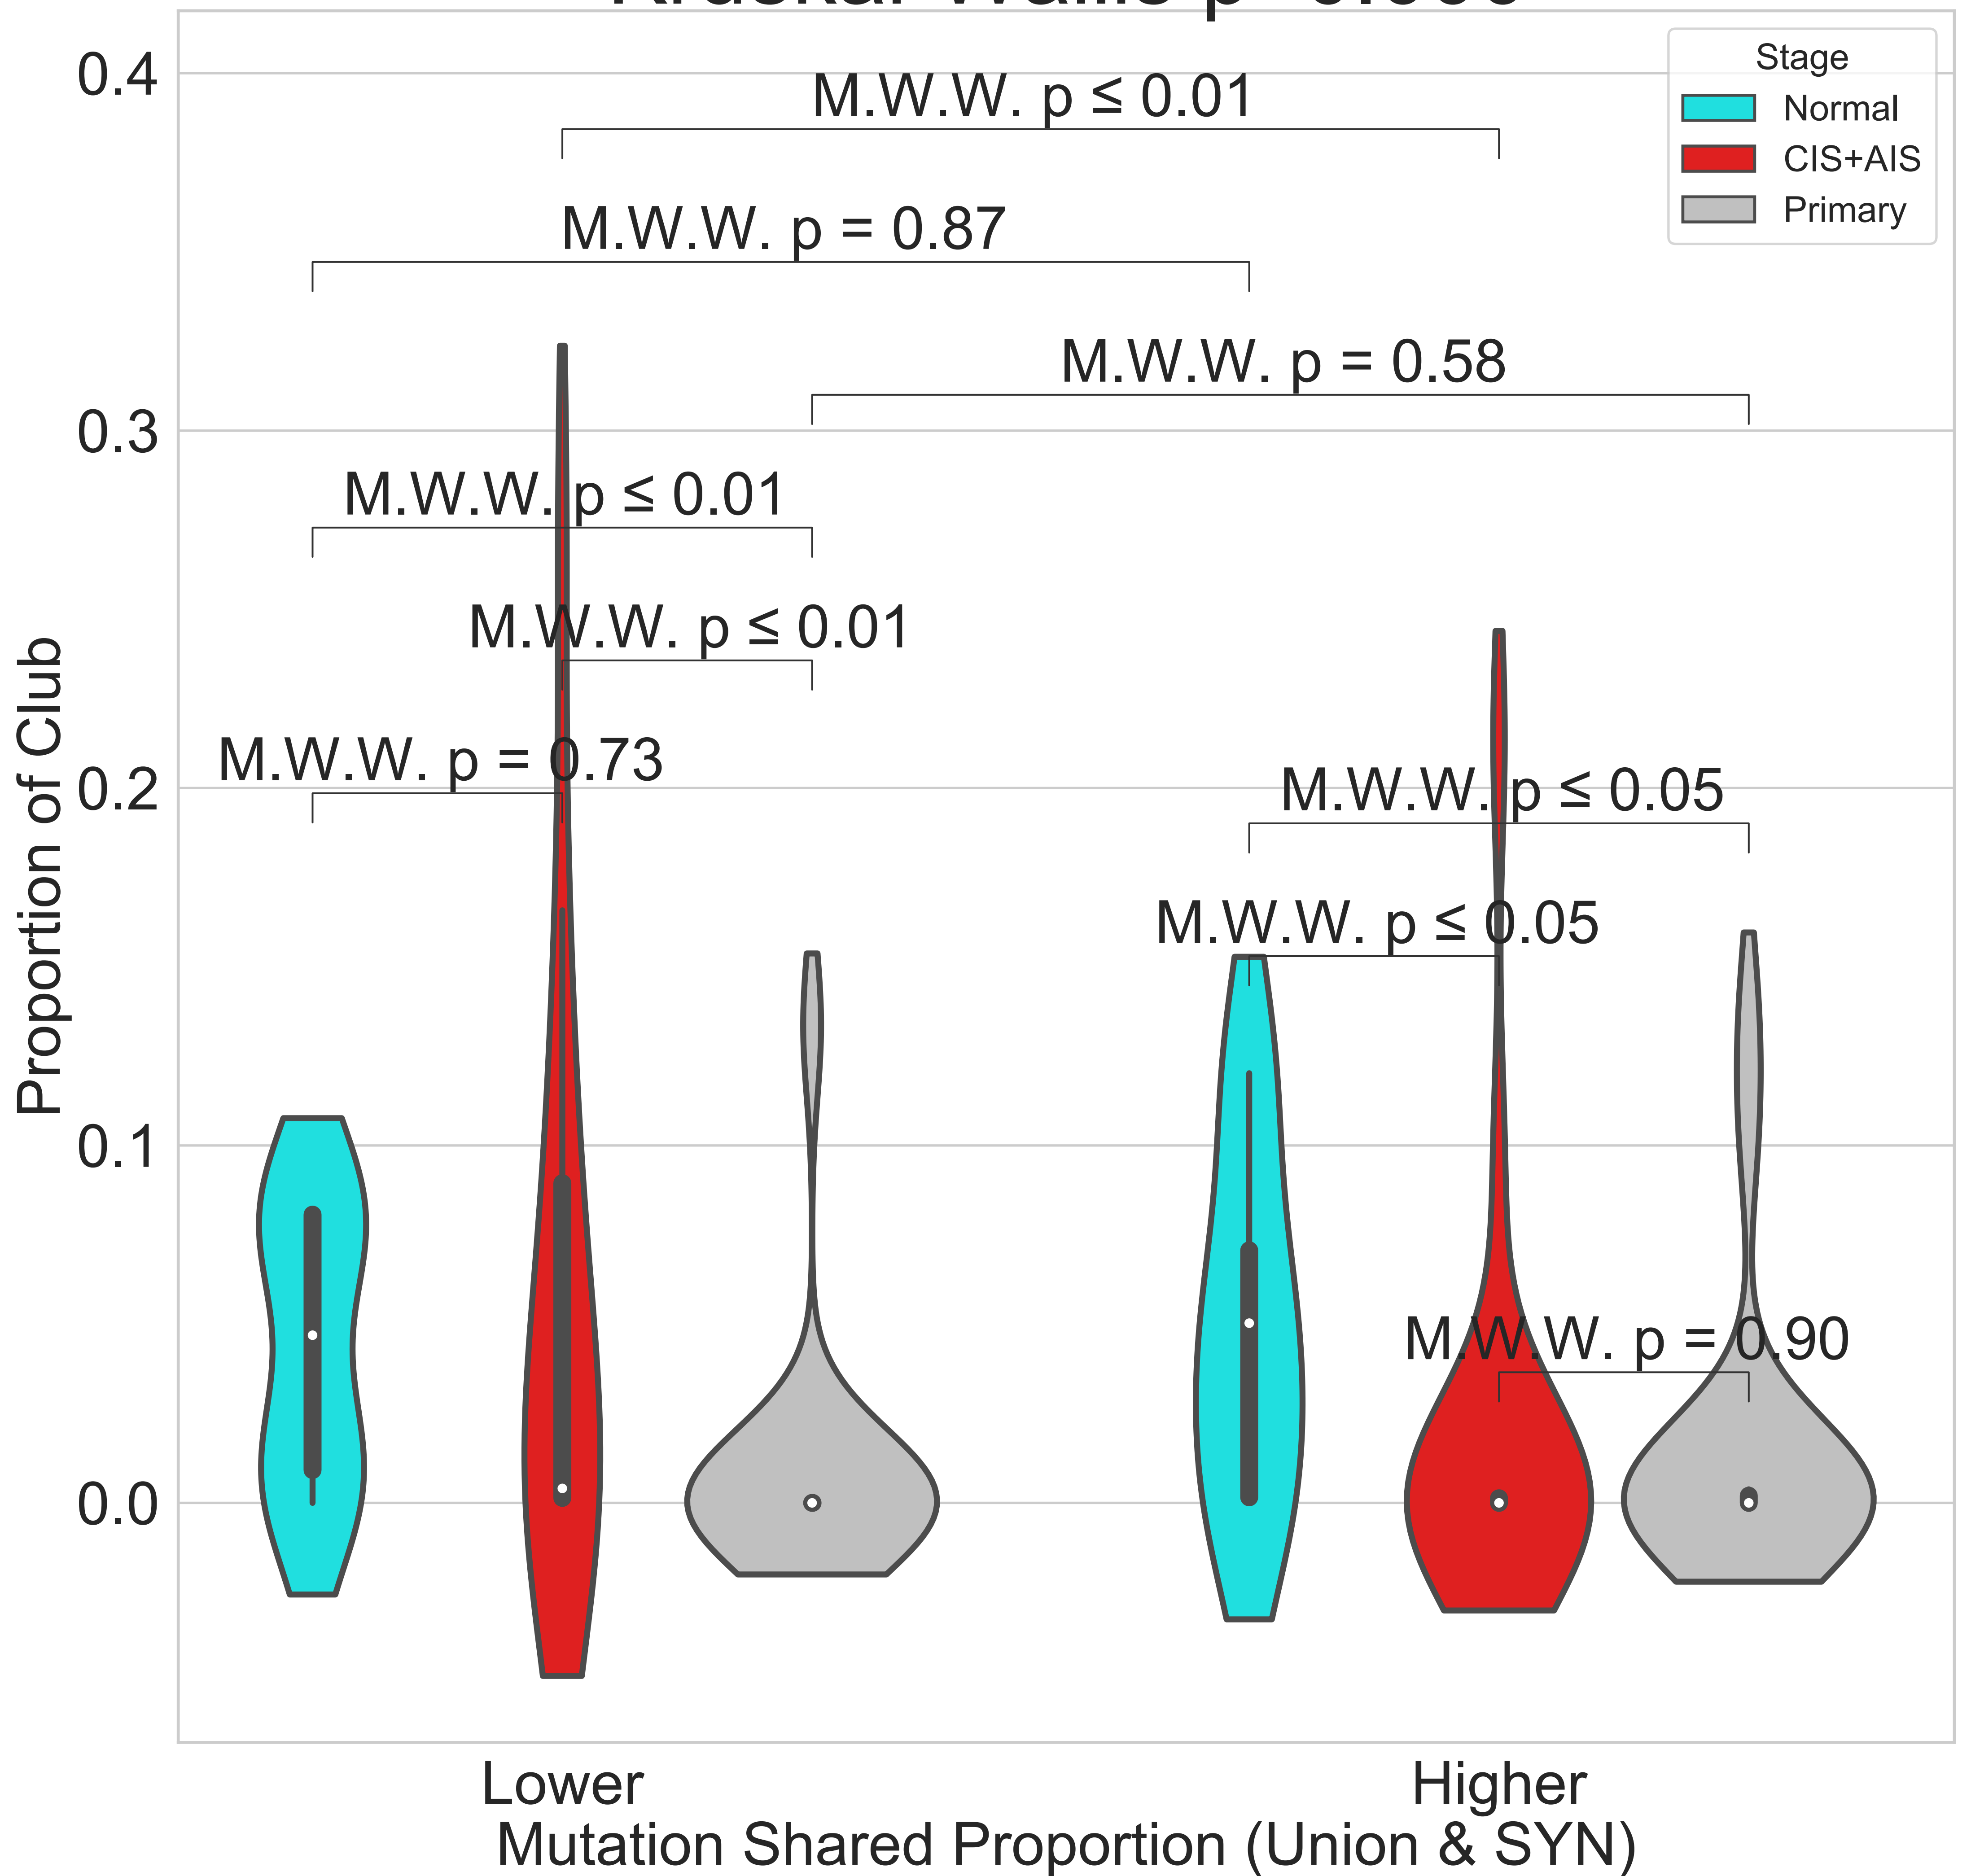 0.4
M.W.W. p ≤ 0.01
Stage
Normal
CIS+AIS
Primary
M.W.W. p = 0.87
M.W.W. p = 0.58
0.3
M.W.W. p ≤ 0.01
M.W.W. p ≤ 0.01
M.W.W. p = 0.73
0.2
M.W.W. p ≤ 0.05
M.W.W. p ≤ 0.05
Proportion of Club
0.1
M.W.W. p = 0.90
0.0
Lower
Higher
Mutation Shared Proportion (Union & SYN)